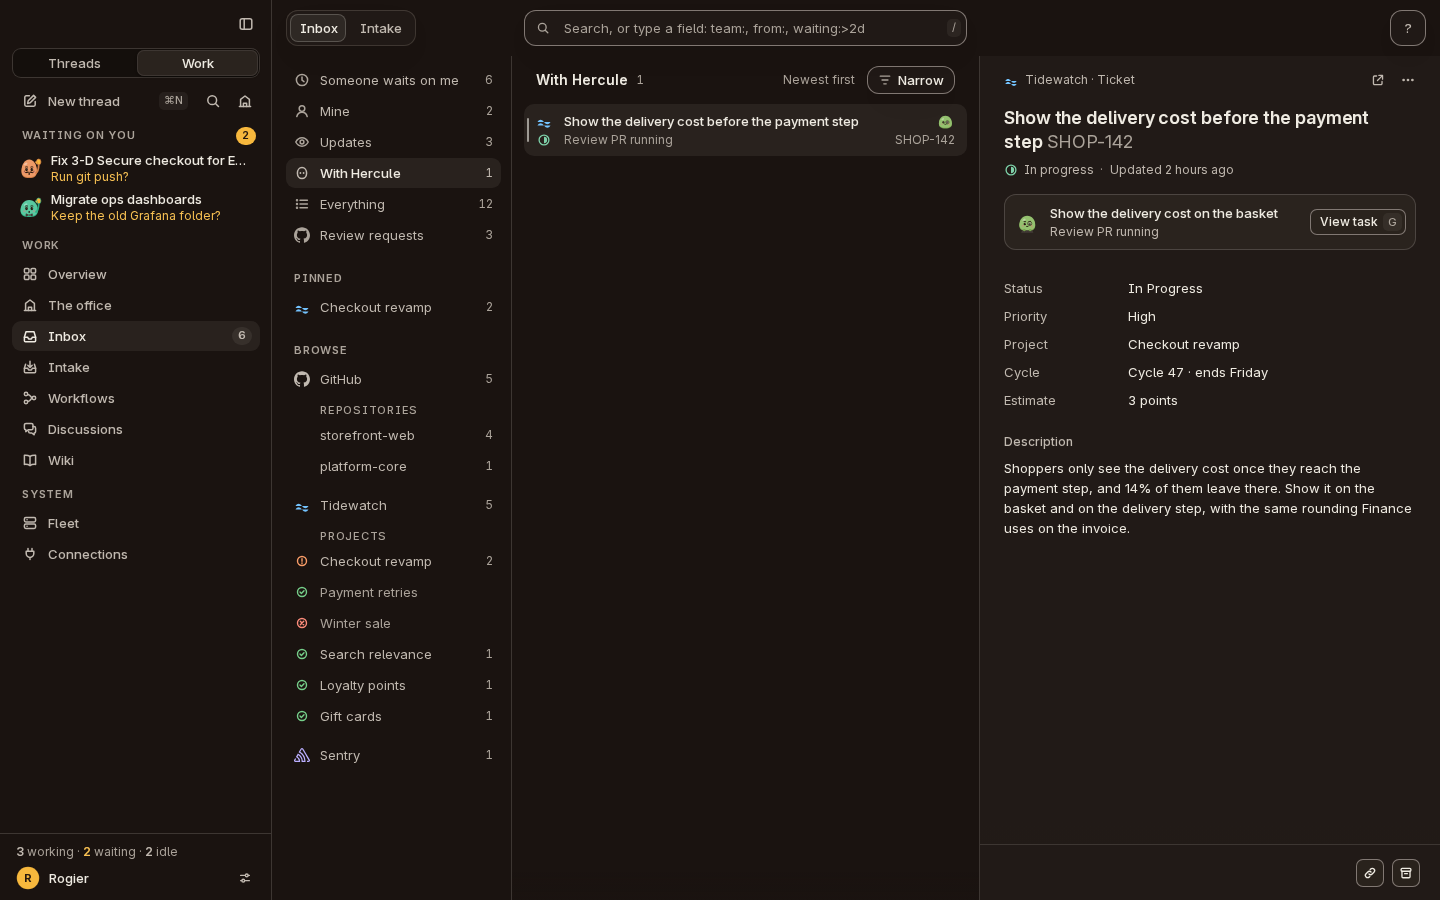 Threads
Work
New thread
⌘N
WAITING ON YOU
2
Fix 3-D Secure checkout for E…
Run git push?
Migrate ops dashboards
Keep the old Grafana folder?
WORK
Overview
The office
Inbox
6
Intake
Workflows
Discussions
Wiki
SYSTEM
Fleet
Connections
3 working · 2 waiting · 2 idle
R
Rogier
Inbox
Intake
Someone waits on me 6
Mine 2
Updates 3
With Hercule 1
Everything 12
Review requests 3
PINNED
Checkout revamp 2
BROWSE
GitHub 5
REPOSITORIES
storefront-web 4
platform-core 1
Tidewatch 5
PROJECTS
Checkout revamp 2
Payment retries
Winter sale
Search relevance 1
Loyalty points 1
Gift cards 1
Sentry 1
Search, or type a field: team:, from:, waiting:>2d
/
?
With Hercule 1
Newest first
Narrow
Show the delivery cost before the payment step
Review PR running
SHOP-142
Tidewatch · Ticket
Show the delivery cost before the payment
step SHOP-142
In progress · Updated 2 hours ago
Show the delivery cost on the basket
Review PR running
View task G
Status In Progress
Priority High
Project Checkout revamp
Cycle Cycle 47 · ends Friday
Estimate 3 points
Description
Shoppers only see the delivery cost once they reach the
payment step, and 14% of them leave there. Show it on the
basket and on the delivery step, with the same rounding Finance
uses on the invoice.